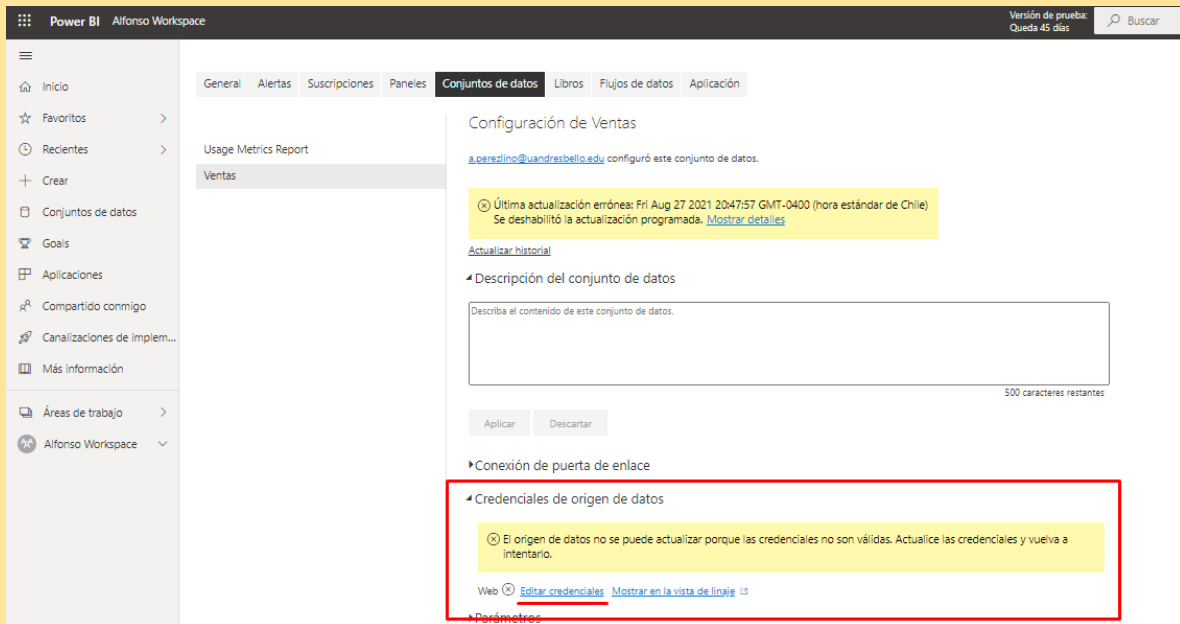 Power BI Alfonso Workspace
Versión de prueba:
Queda 45 días
Buscar
Inicio
Favoritos
Recientes
Crear
Conjuntos de datos
Goals
Aplicaciones
Compartido conmigo
Canalizaciones de implem...
Más información
Áreas de trabajo
Alfonso Workspace
General Alertas Suscripciones Paneles Conjuntos de datos Libros Flujos de datos Aplicación
Usage Metrics Report
Ventas
Configuración de Ventas
a.perezlino@uandresbello.edu configuró este conjunto de datos.
Última actualización errónea: Fri Aug 27 2021 20:47:57 GMT-0400 (hora estándar de Chile)
Se deshabilitó la actualización programada. Mostrar detalles
Actualizar historial
Descripción del conjunto de datos
Describa el contenido de este conjunto de datos.
500 caracteres restantes
Aplicar Descartar
Conexión de puerta de enlace
Credenciales de origen de datos
El origen de datos no se puede actualizar porque las credenciales no son válidas. Actualice las credenciales y vuelva a
intentarlo.
Web Editar credenciales Mostrar en la vista de linaje
Parámetros